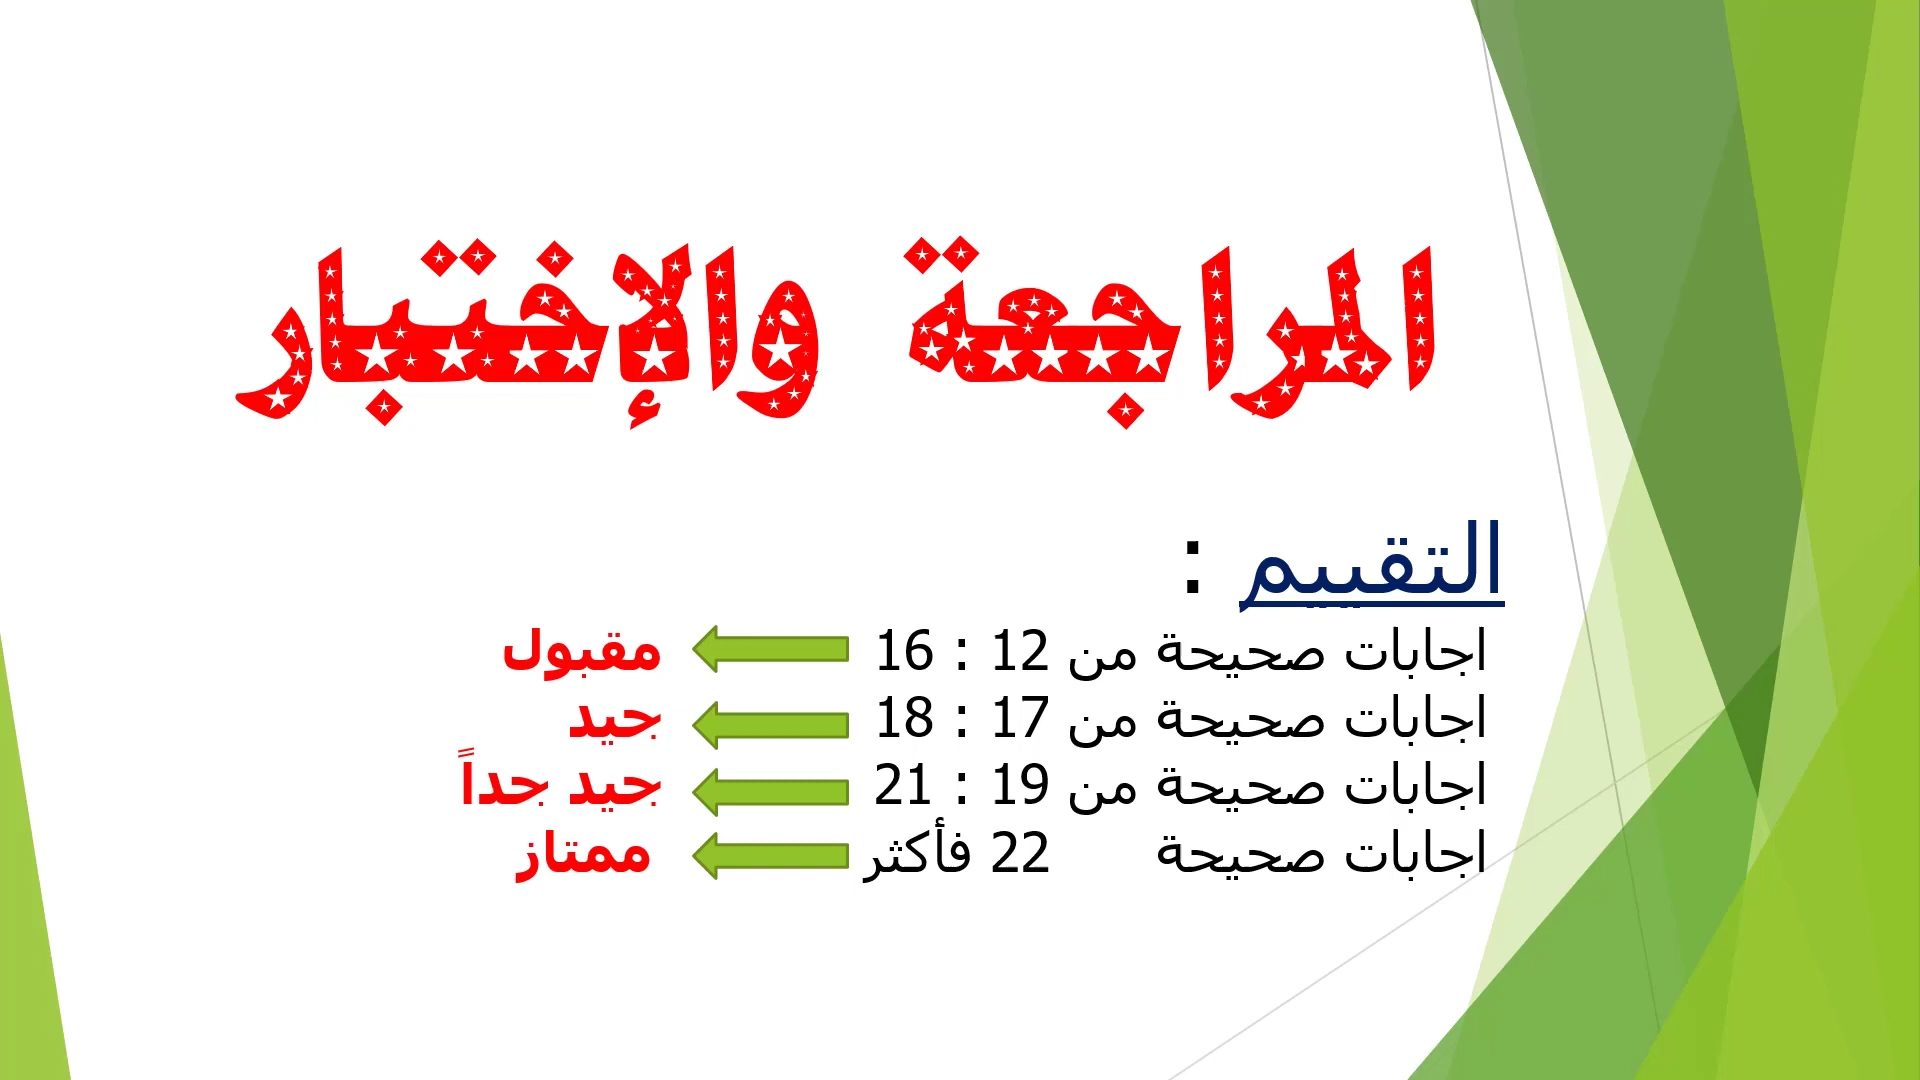 المراجعة والإختبار
التقييم :
اجابات صحيحة من 12 : 16 مقبول
اجابات صحيحة من 17 : 18 جيد
اجابات صحيحة من 19 : 21 جيد جداً
اجابات صحيحة 22 فأكثر ممتاز